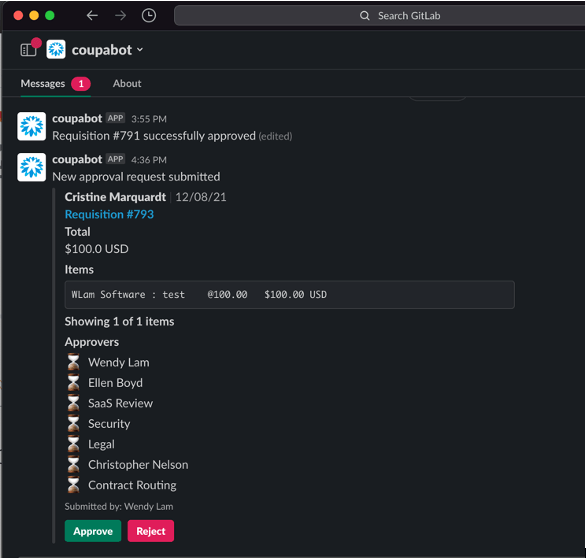 Search GitLab
coupabot
Messages 1 About
coupabot APP 3:55 PM
Requisition #791 successfully approved (edited)
coupabot APP 4:36 PM
New approval request submitted
Cristine Marquardt | 12/08/21
Requisition #793
Total
$100.0 USD
Items
WLam Software : test @100.00 $100.00 USD
Showing 1 of 1 items
Approvers
Wendy Lam
Ellen Boyd
SaaS Review
Security
Legal
Christopher Nelson
Contract Routing
Submitted by: Wendy Lam
Approve Reject